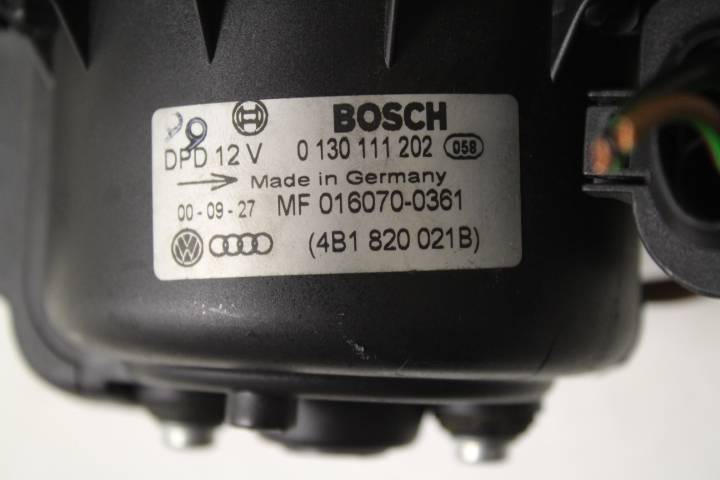 BOSCH
DPD 12 V 0 130 111 202 058
Made in Germany
00-09-27 MF 016070-0361
(4B1 820 021B)